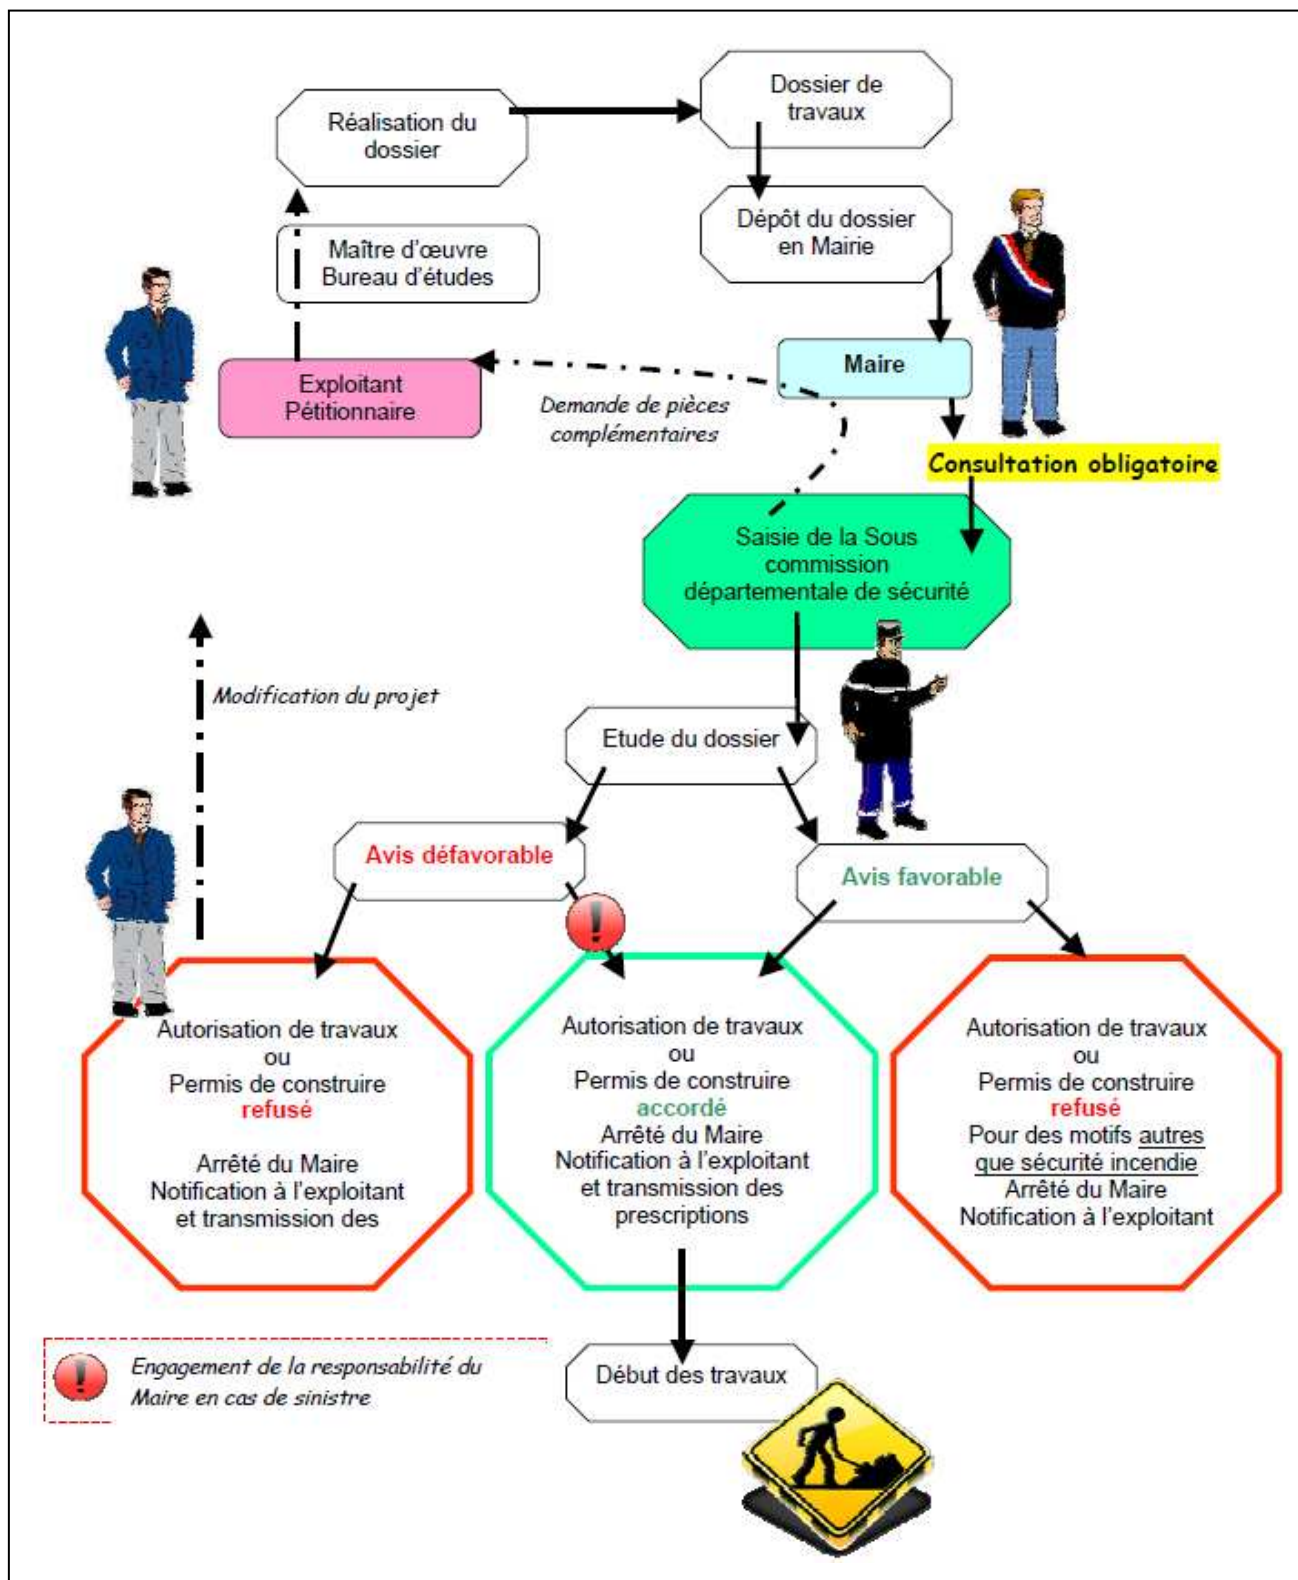 Réalisation du
dossier
Dossier de
travaux
Dépôt du dossier
en Mairie
Maître d'œuvre
Bureau d'études
Exploitant
Pétitionnaire
Maire
Demande de pièces
complémentaires
Consultation obligatoire
Saisie de la Sous
commission
départementale de sécurité
Modification du projet
Etude du dossier
Avis défavorable
Avis favorable
Autorisation de travaux
ou
Permis de construire
refusé
Arrêté du Maire
Notification à l'exploitant
et transmission des
Autorisation de travaux
ou
Permis de construire
accordé
Arrêté du Maire
Notification à l'exploitant
et transmission des
prescriptions
Autorisation de travaux
ou
Permis de construire
refusé
Pour des motifs autres
que sécurité incendie
Arrêté du Maire
Notification à l'exploitant
Engagement de la responsabilité du
Maire en cas de sinistre
Début des travaux